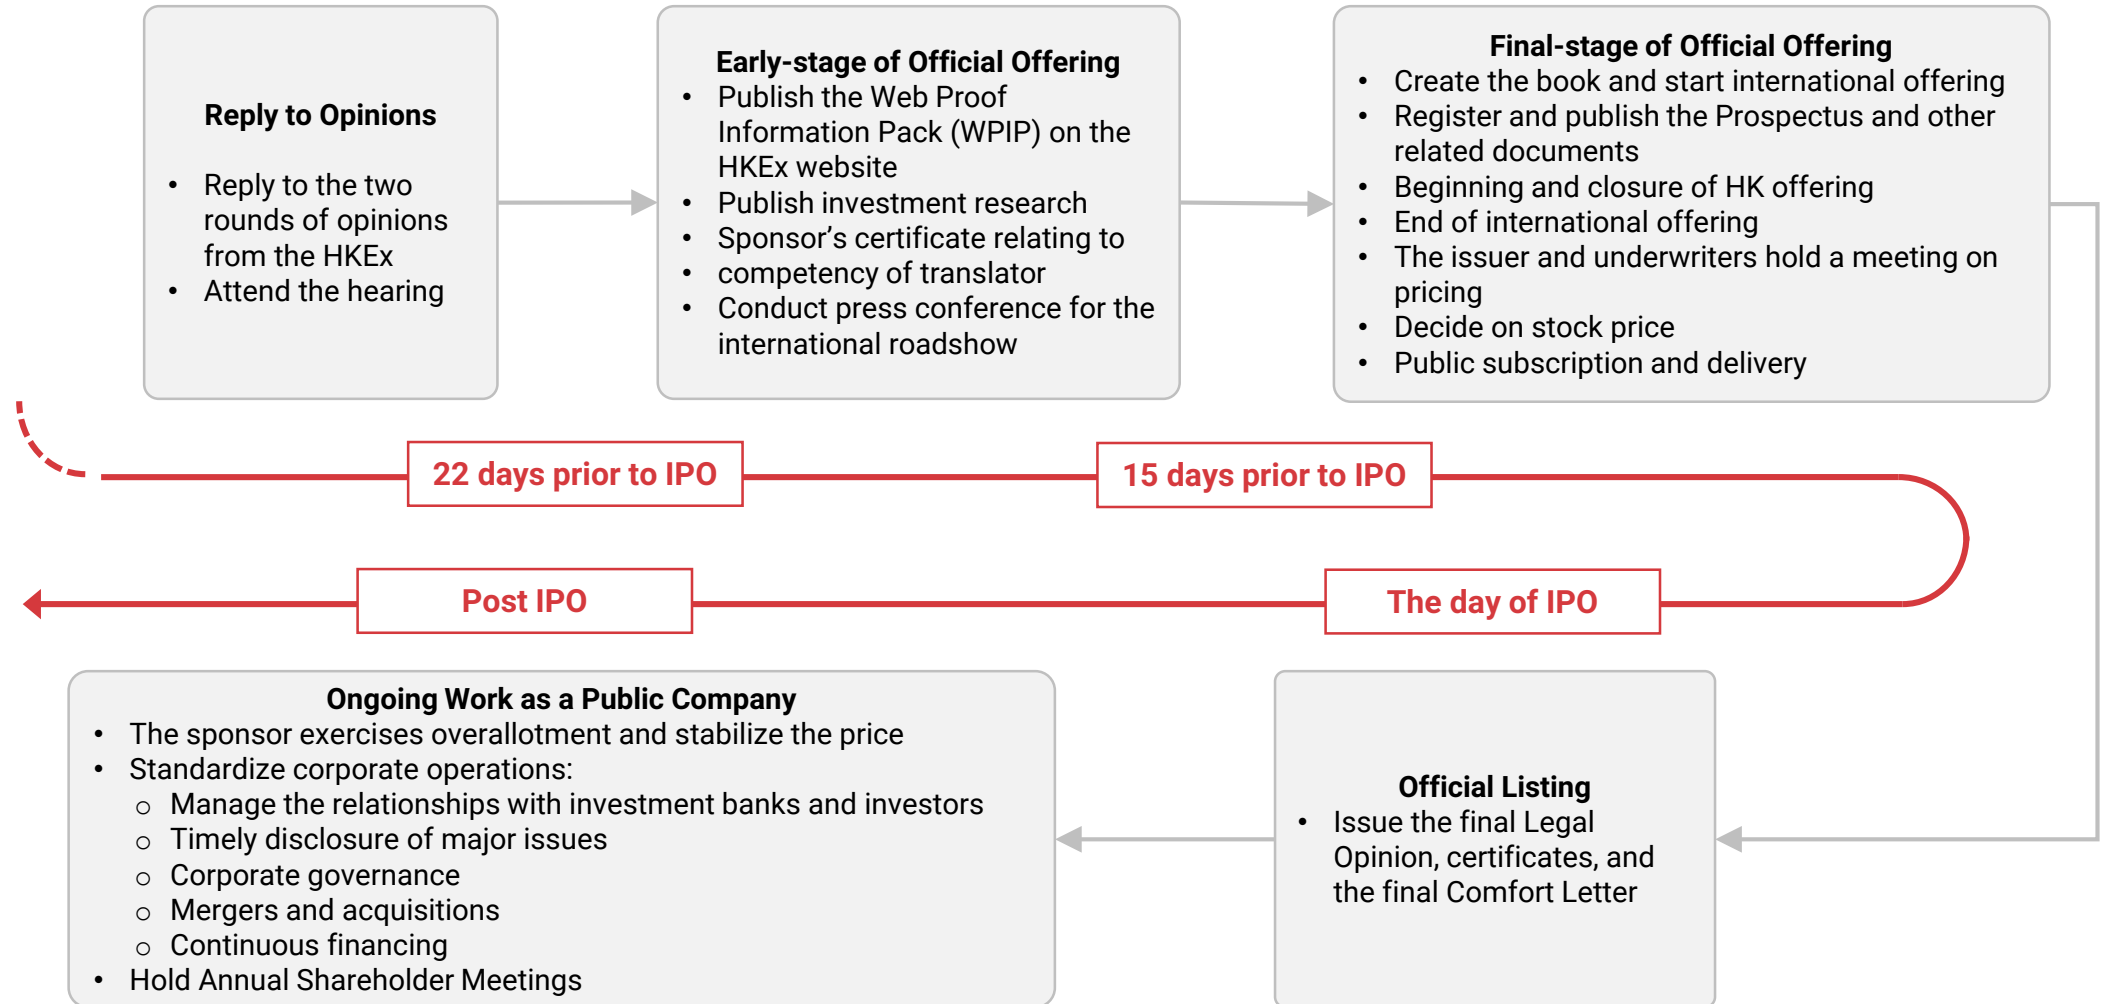 Reply to Opinions
• Reply to the two
rounds of opinions
from the HKEx
• Attend the hearing
Early-stage of Official Offering
• Publish the Web Proof
Information Pack (WPIP) on the
HKEx website
• Publish investment research
• Sponsor's certificate relating to
• competency of translator
• Conduct press conference for the
international roadshow
Final-stage of Official Offering
• Create the book and start international offering
• Register and publish the Prospectus and other
related documents
• Beginning and closure of HK offering
• End of international offering
• The issuer and underwriters hold a meeting on
pricing
• Decide on stock price
• Public subscription and delivery
22 days prior to IPO
15 days prior to IPO
Post IPO
The day of IPO
Ongoing Work as a Public Company
• The sponsor exercises overallotment and stabilize the price
• Standardize corporate operations:
o Manage the relationships with investment banks and investors
o Timely disclosure of major issues
o Corporate governance
o Mergers and acquisitions
o Continuous financing
• Hold Annual Shareholder Meetings
Official Listing
• Issue the final Legal
Opinion, certificates, and
the final Comfort Letter